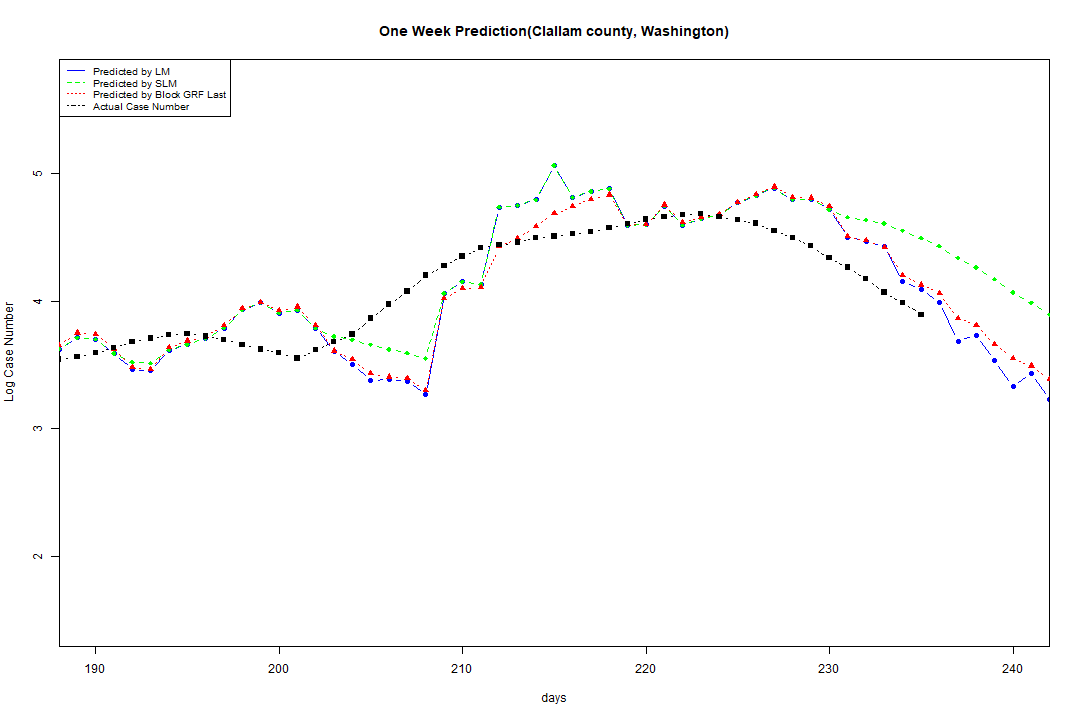 One Week Prediction(Clallam county, Washington)
Predicted by LM
Predicted by SLM
Predicted by Block GRF Last
Actual Case Number
5
4
3
2
Log Case Number
190 200 210 220 230 240
days